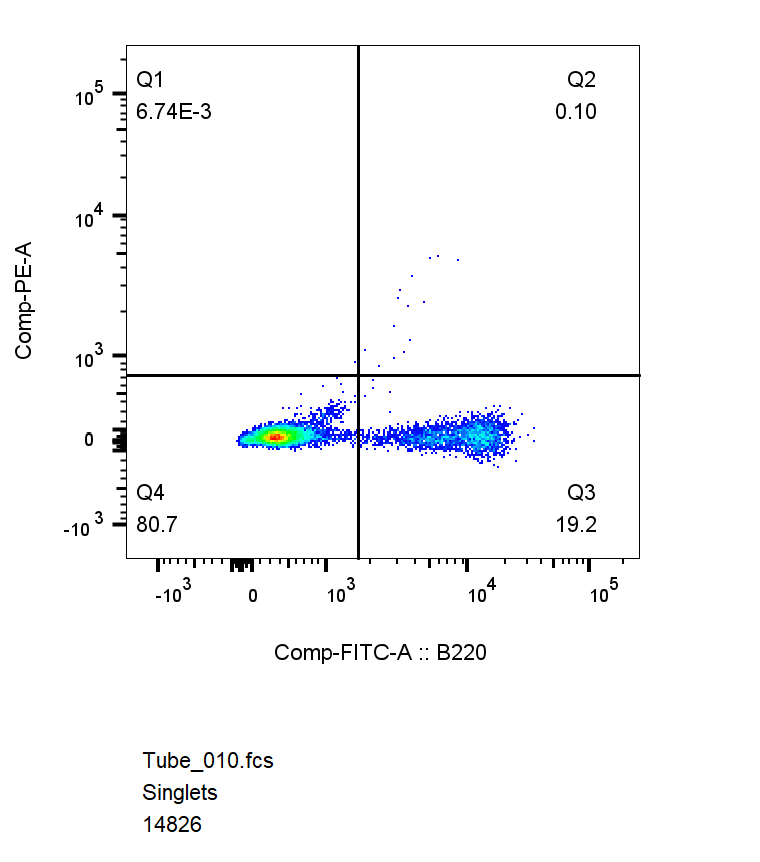 Q1
6.74E-3
Q2
0.10
10^5
10^4
10^3
0
-10^3
Comp-PE-A
Q4
80.7
Q3
19.2
-10^3
0
10^3
10^4
10^5
Comp-FITC-A :: B220
Tube_010.fcs
Singlets
14826